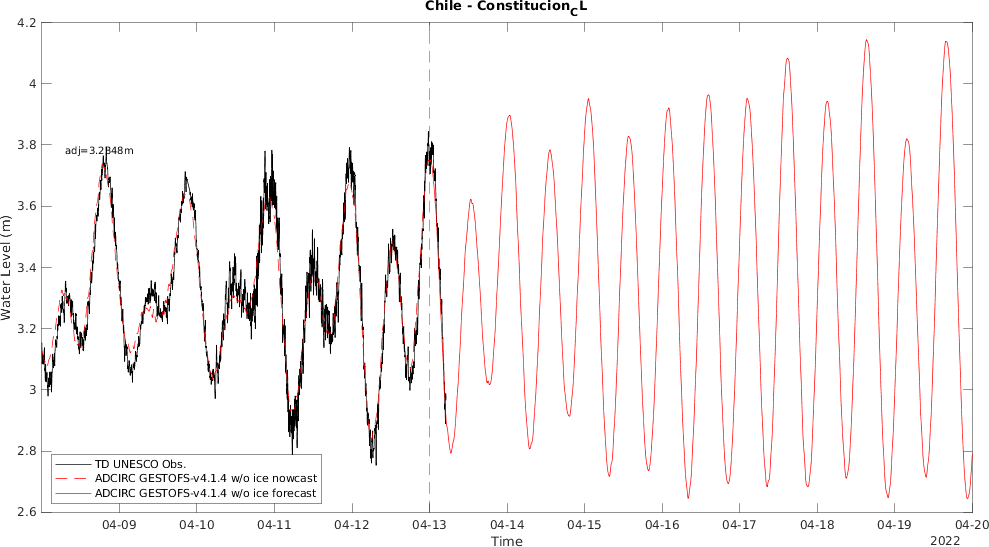 Chile - Constitucion_CL
4.2
4
3.8
3.6
3.4
3.2
3
2.8
2.6
Water Level (m)
adj=3.2848m
TD UNESCO Obs.
ADCIRC GESTOFS-v4.1.4 w/o ice nowcast
ADCIRC GESTOFS-v4.1.4 w/o ice forecast
04-09 04-10 04-11 04-12 04-13 04-14 04-15 04-16 04-17 04-18 04-19 04-20
Time
2022